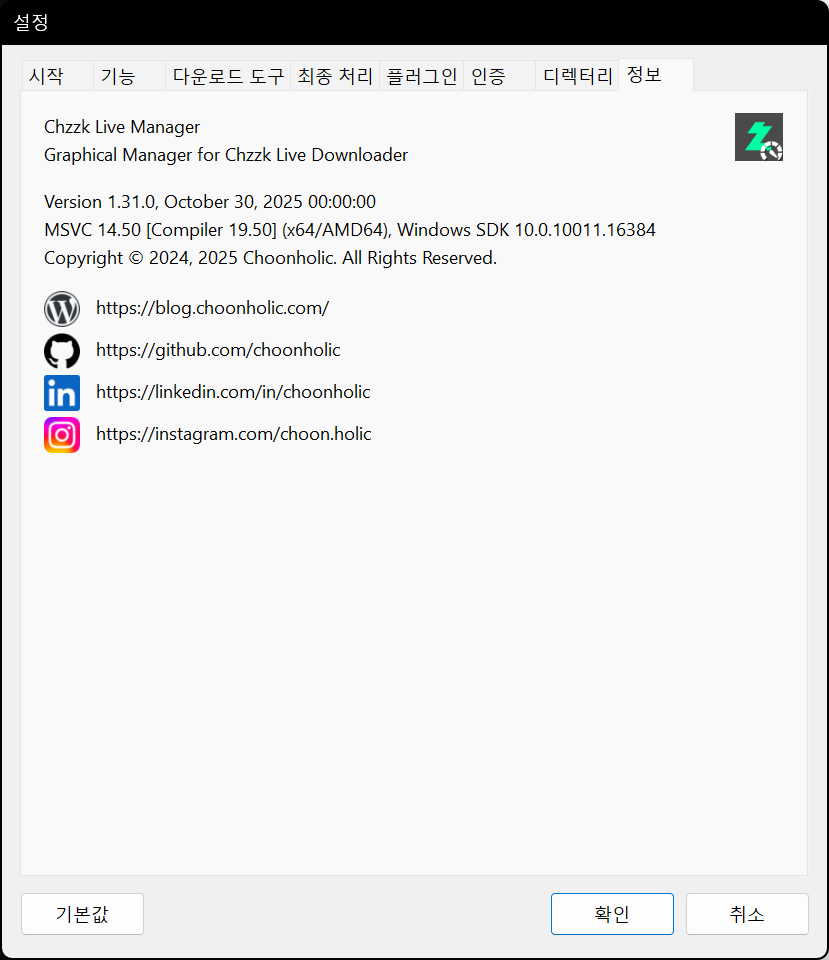 설정
시작 기능 다운로드 도구 최종 처리 플러그인 인증 디렉터리 정보
Chzzk Live Manager
Graphical Manager for Chzzk Live Downloader
Version 1.31.0, October 30, 2025 00:00:00
MSVC 14.50 [Compiler 19.50] (x64/AMD64), Windows SDK 10.0.10011.16384
Copyright © 2024, 2025 Choonholic. All Rights Reserved.
https://blog.choonholic.com/
https://github.com/choonholic
https://linkedin.com/in/choonholic
https://instagram.com/choon.holic
기본값 확인 취소